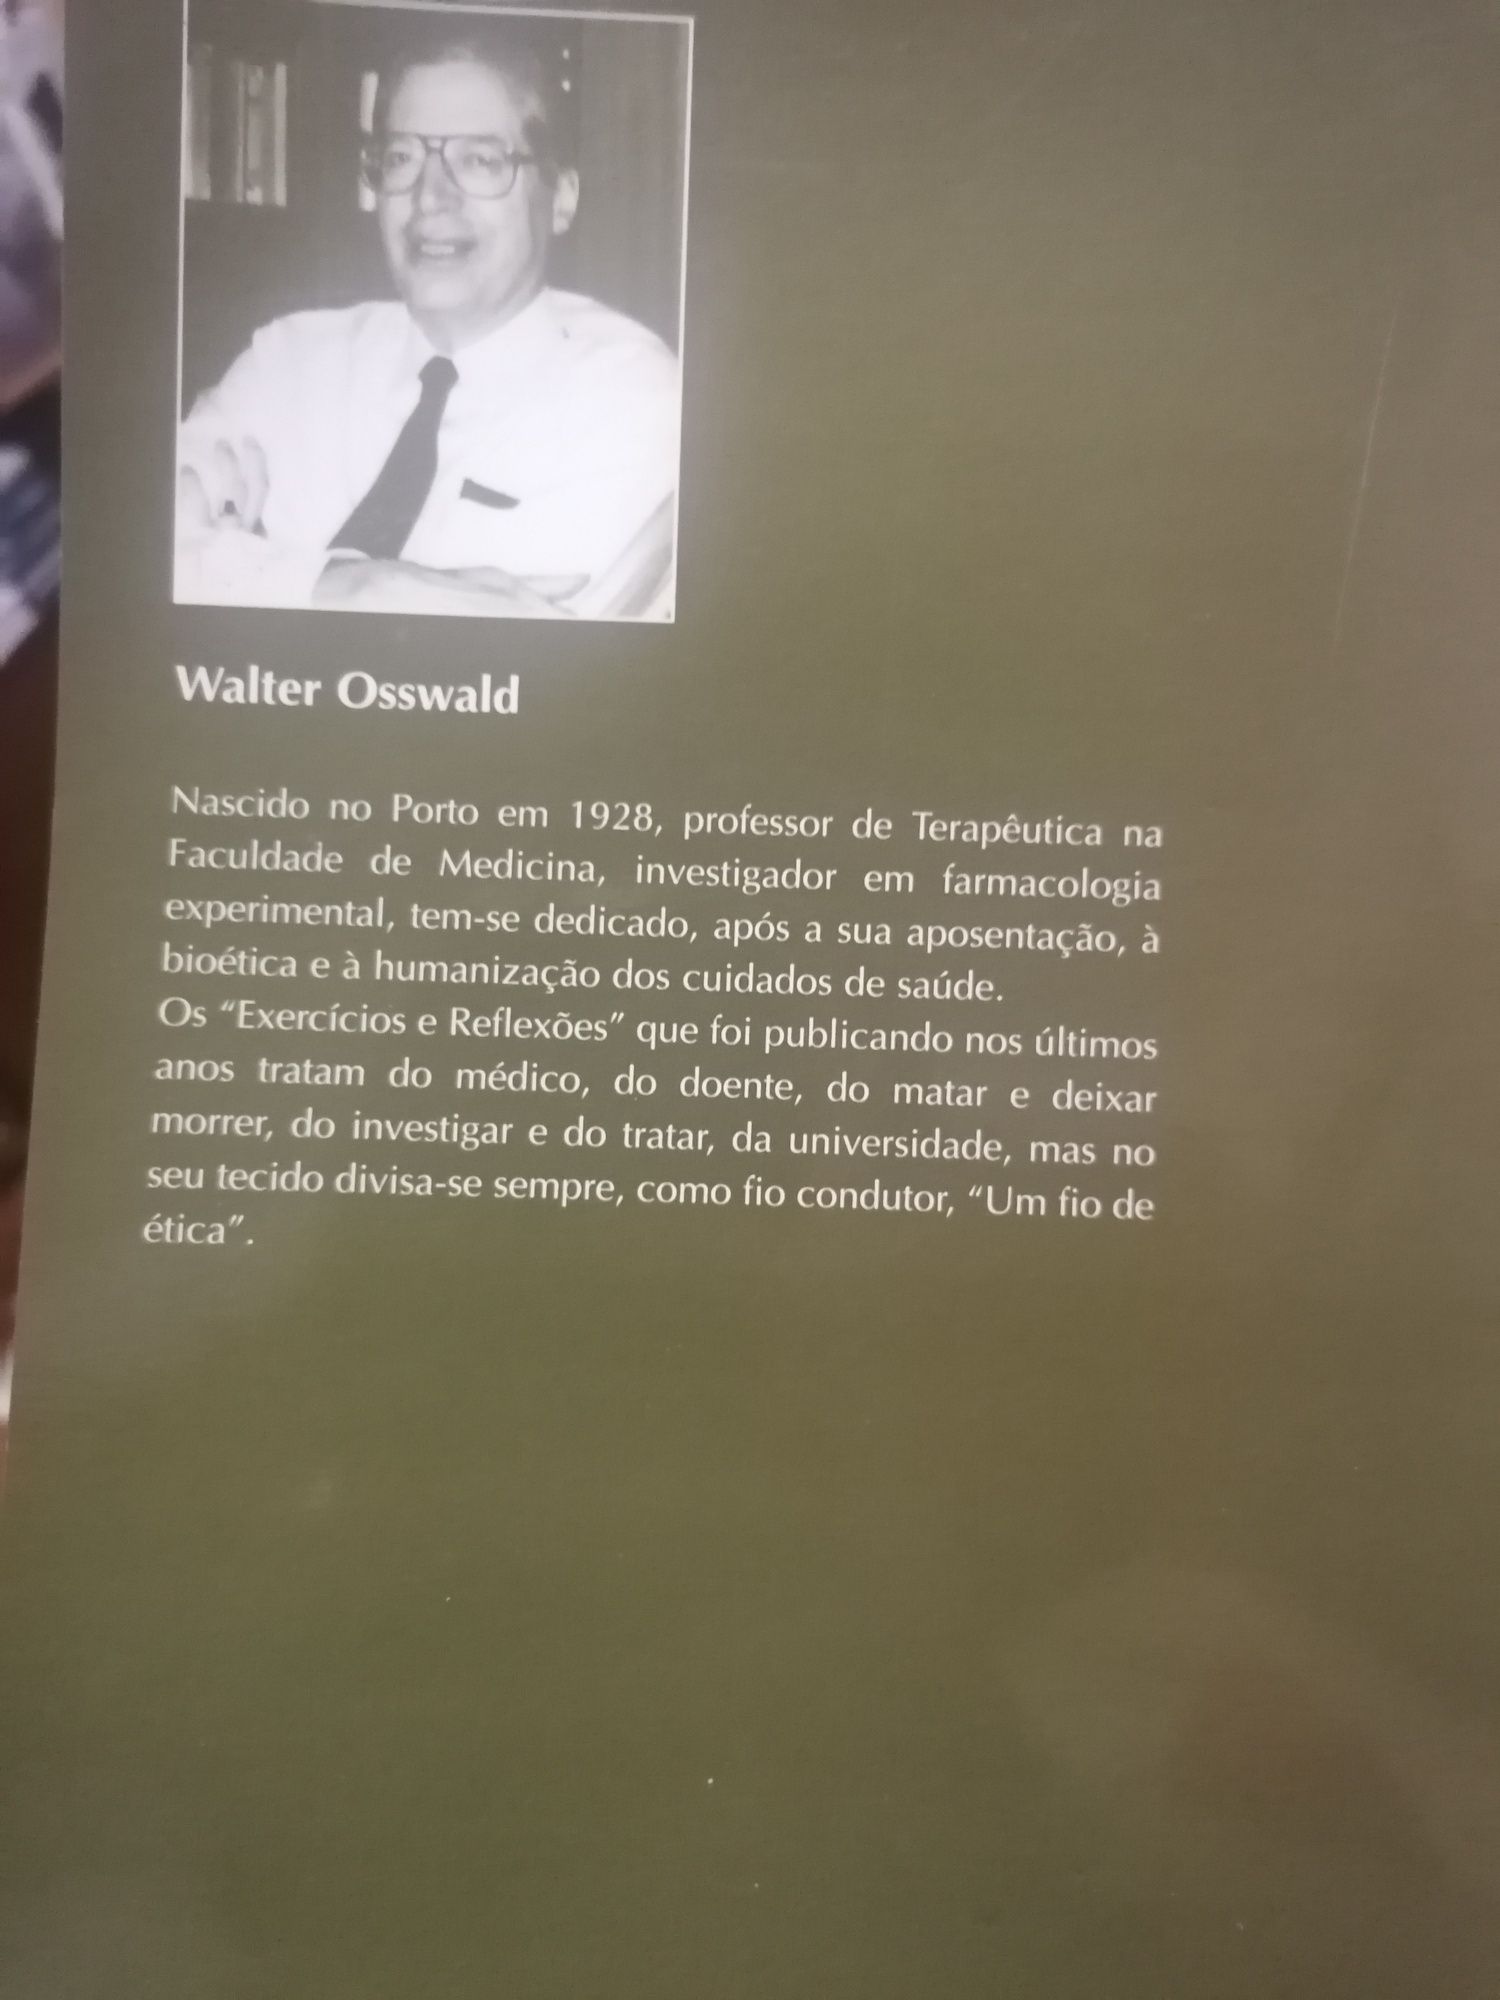 Walter Osswald
Nascido no Porto em 1928, professor de Terapêutica na
Faculdade de Medicina, investigador em farmacologia
experimental, tem-se dedicado, após a sua aposentação, à
bioética e à humanização dos cuidados de saúde.
Os “Exercícios e Reflexões” que foi publicando nos últimos
anos tratam do médico, do doente, do matar e deixar
morrer, do investigar e do tratar, da universidade, mas no
seu tecido divisa-se sempre, como fio condutor, “Um fio de
ética”.